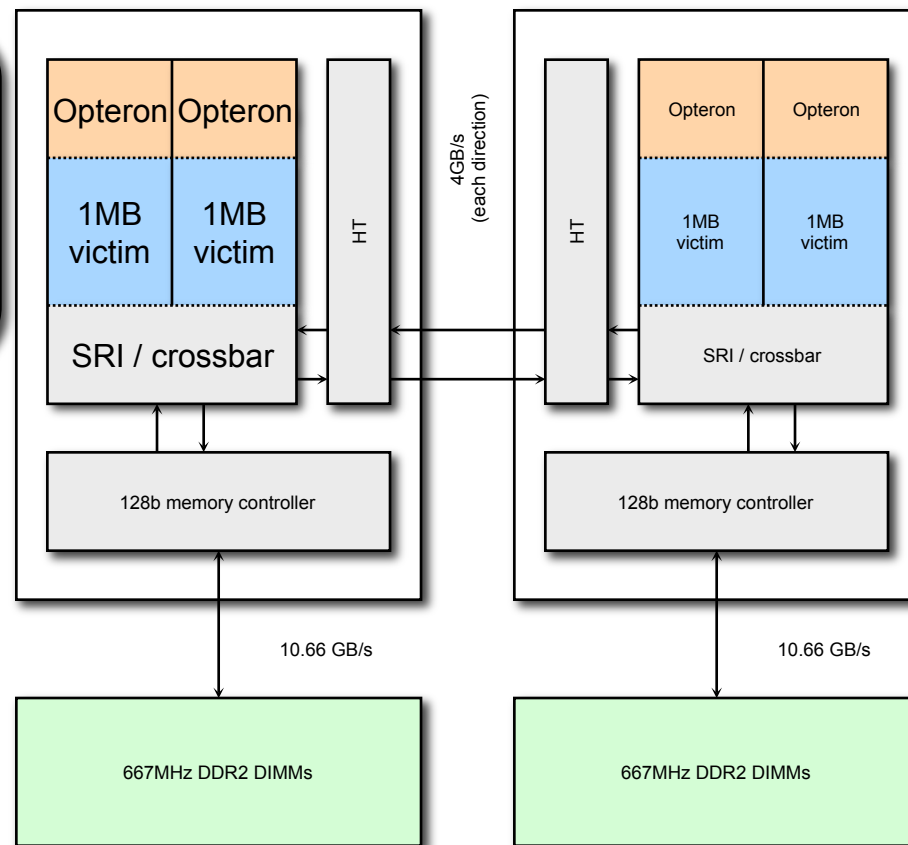 Opteron Opteron
1MB
victim
1MB
victim
SRI / crossbar
HT
128b memory controller
10.66 GB/s
667MHz DDR2 DIMMs
4GB/s
(each direction)
HT
Opteron Opteron
1MB
victim
1MB
victim
SRI / crossbar
128b memory controller
10.66 GB/s
667MHz DDR2 DIMMs